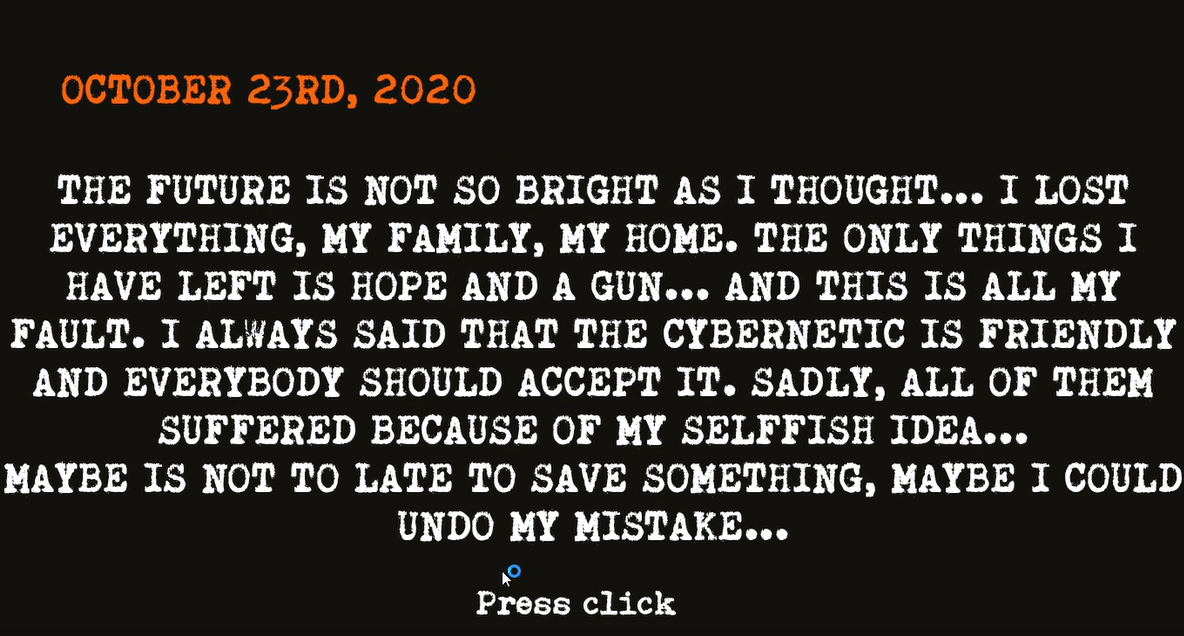 OCTOBER 23RD, 2020
THE FUTURE IS NOT SO BRIGHT AS I THOUGHT... I LOST
EVERYTHING, MY FAMILY, MY HOME. THE ONLY THINGS I
HAVE LEFT IS HOPE AND A GUN... AND THIS IS ALL MY
FAULT. I ALWAYS SAID THAT THE CYBERNETIC IS FRIENDLY
AND EVERYBODY SHOULD ACCEPT IT. SADLY, ALL OF THEM
SUFFERED BECAUSE OF MY SELFFISH IDEA...
MAYBE IS NOT TO LATE TO SAVE SOMETHING, MAYBE I COULD
UNDO MY MISTAKE...
Press click